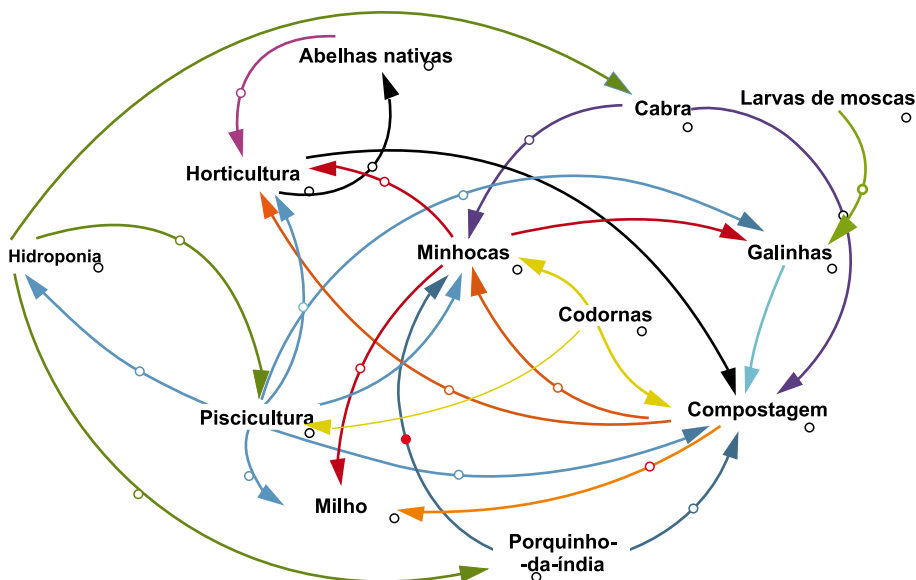 Abelhas nativas
Larvas de moscas
Cabra
Horticultura
Hidroponia
Minhocas
Galinhas
Codornas
Piscicultura
Compostagem
Milho
Porquinho-
-da-índia